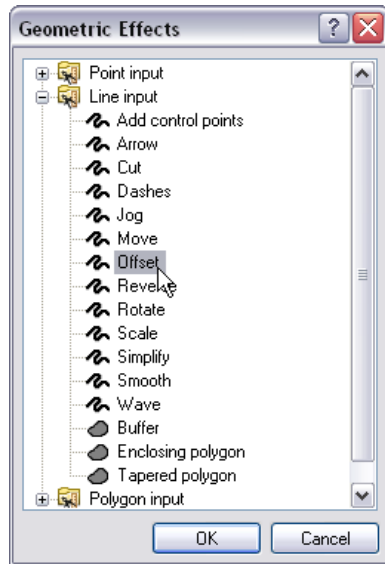 Geometric Effects
Point input
Line input
Add control points
Arrow
Cut
Dashes
Jog
Move
Offset
Reverse
Rotate
Scale
Simplify
Smooth
Wave
Buffer
Enclosing polygon
Tapered polygon
Polygon input
OK Cancel